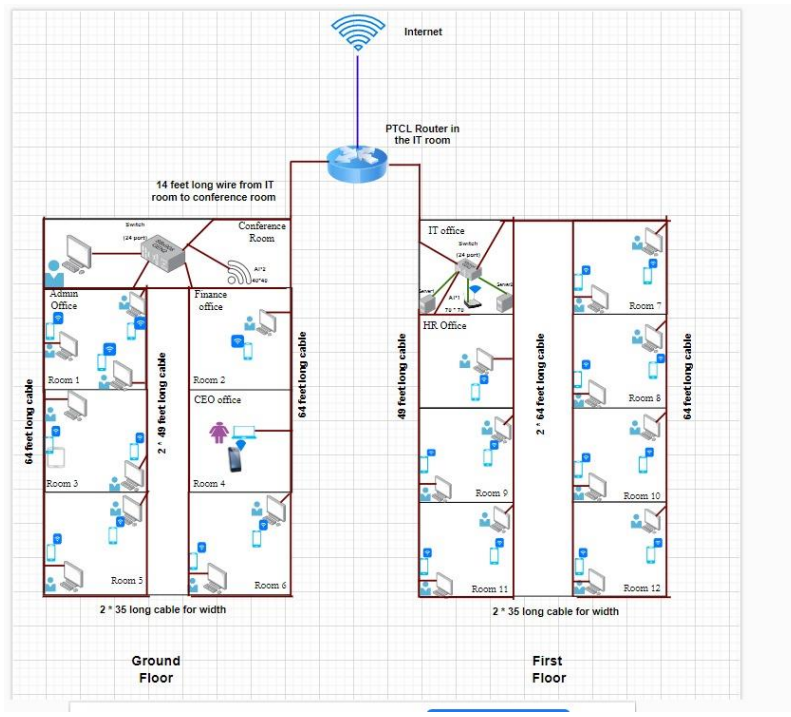 Internet
PTCL Router in
the IT room
14 feet long wire from IT
room to conference room
Switch
(24 port)
Conference
Room
Admin
Office
Room 1
Finance
office
Room 2
Room 3
CEO office
Room 4
Room 5
Room 6
64 feet long cable
2 * 49 feet long cable
64 feet long cable
2 * 35 long cable for width
Ground
Floor
IT office
Switch
(24 port)
70 * 70
HR Office
Room 7
Room 8
Room 9
Room 10
Room 11
Room 12
49 feet long cable
2 * 64 feet long cable
64 feet long cable
2 * 35 long cable for width
First
Floor